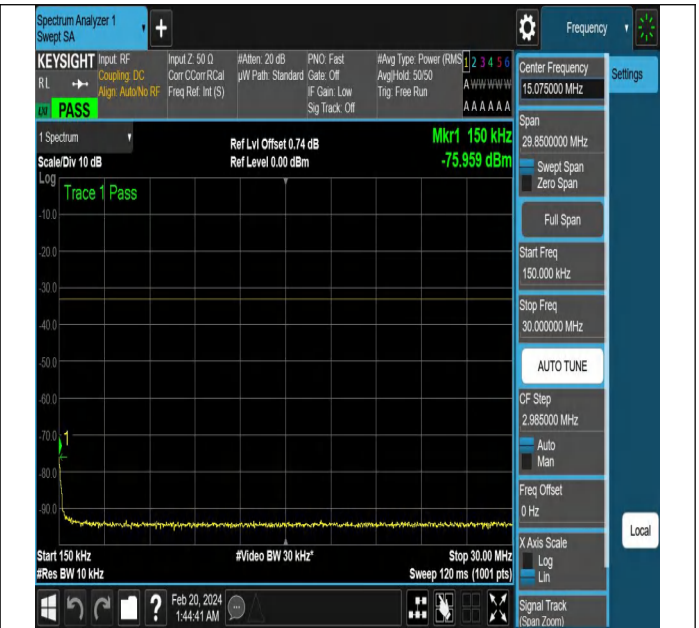 Spectrum Analyzer 1
Swept SA
+
Frequency
KEYSIGHT
RL
LXI
PASS
Input: RF
Coupling: DC
Align: Auto/No RF
Input Z: 50 Ω
Corr CCorr RCal
Freq Ref: Int (S)
#Atten: 20 dB
µW Path: Standard
PNO: Fast
Gate: Off
IF Gain: Low
Sig Track: Off
#Avg Type: Power (RMS
Avg|Hold: 50/50
Trig: Free Run
1 2 3 4 5 6
A W W W W W
A A A A A A
1 Spectrum
Scale/Div 10 dB
Ref Lvl Offset 0.74 dB
Ref Level 0.00 dBm
Mkr1 150 kHz
-75.959 dBm
Log
Trace 1 Pass
-10.0
-20.0
-30.0
-40.0
-50.0
-60.0
-70.0
1
-80.0
-90.0
Start 150 kHz
#Res BW 10 kHz
#Video BW 30 kHz*
Stop 30.00 MHz
Sweep 120 ms (1001 pts)
?
Feb 20, 2024
1:44:41 AM
Center Frequency
15.075000 MHz
Settings
Span
29.8500000 MHz
Swept Span
Zero Span
Full Span
Start Freq
150.000 kHz
Stop Freq
30.000000 MHz
AUTO TUNE
CF Step
2.985000 MHz
Auto
Man
Freq Offset
0 Hz
X Axis Scale
Log
Lin
Local
Signal Track
(Span Zoom)